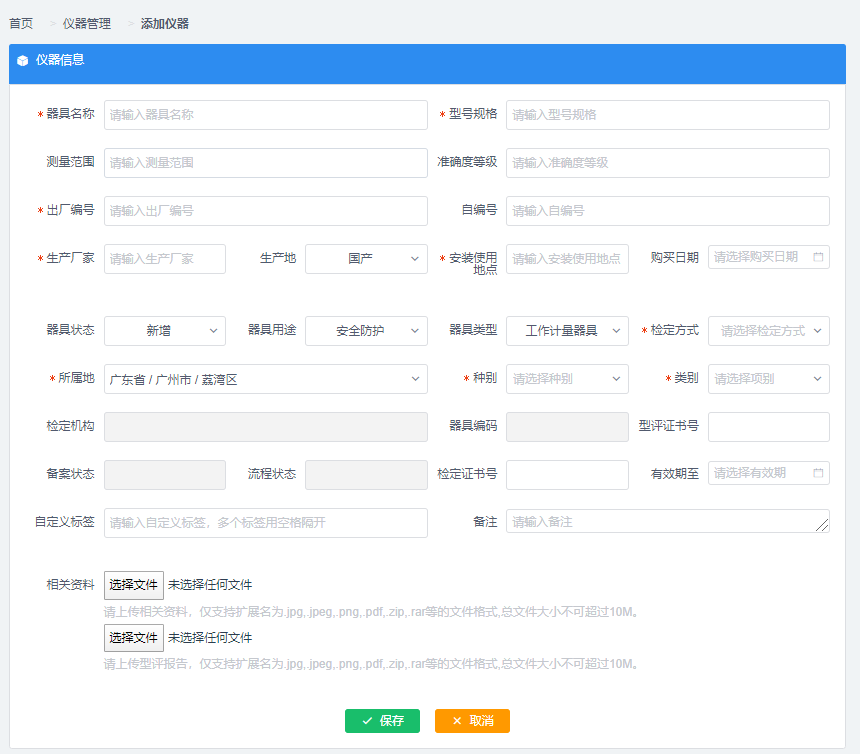 首页 > 仪器管理 > 添加仪器
仪器信息
* 器具名称 请输入器具名称 * 型号规格 请输入型号规格
测量范围 请输入测量范围 准确度等级 请输入准确度等级
* 出厂编号 请输入出厂编号 自编号 请输入自编号
* 生产厂家 请输入生产厂家 生产地 国产 * 安装使用地点 请输入安装使用地点 购买日期 请选择购买日期
器具状态 新增 器具用途 安全防护 器具类型 工作计量器具 * 检定方式 请选择检定方式
* 所属地 广东省 / 广州市 / 荔湾区 * 种别 请选择种别 * 类别 请选择项别
检定机构 器具编码 型评证书号
备案状态 流程状态 检定证书号 有效期至 请选择有效期
自定义标签 请输入自定义标签，多个标签用空格隔开 备注 请输入备注
相关资料 选择文件 未选择任何文件
请上传相关资料，仅支持扩展名为.jpg,.jpeg,.png,.pdf,.zip,.rar等的文件格式,总文件大小不可超过10M。
选择文件 未选择任何文件
请上传型评报告，仅支持扩展名为.jpg,.jpeg,.png,.pdf,.zip,.rar等的文件格式,总文件大小不可超过10M。
保存 取消